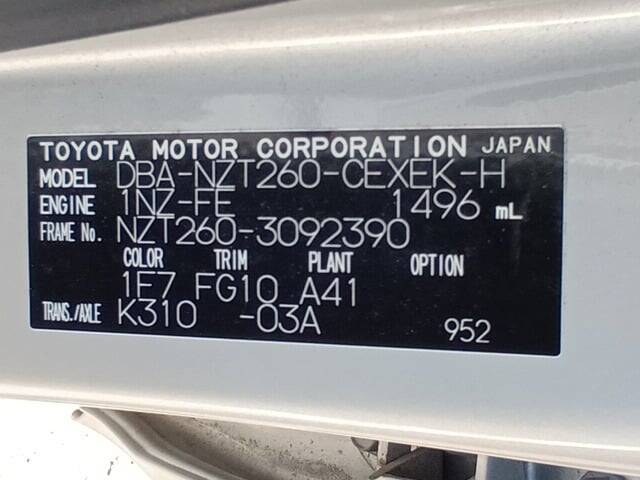 TOYOTA MOTOR CORPORATION JAPAN
MODEL DBA-NZT260-CEXEK-H
ENGINE 1NZ-FE 1496 mL
FRAME No. NZT260-3092390
COLOR TRIM PLANT OPTION
1F7 FG10 A41
TRANS./AXLE K310 -03A 952